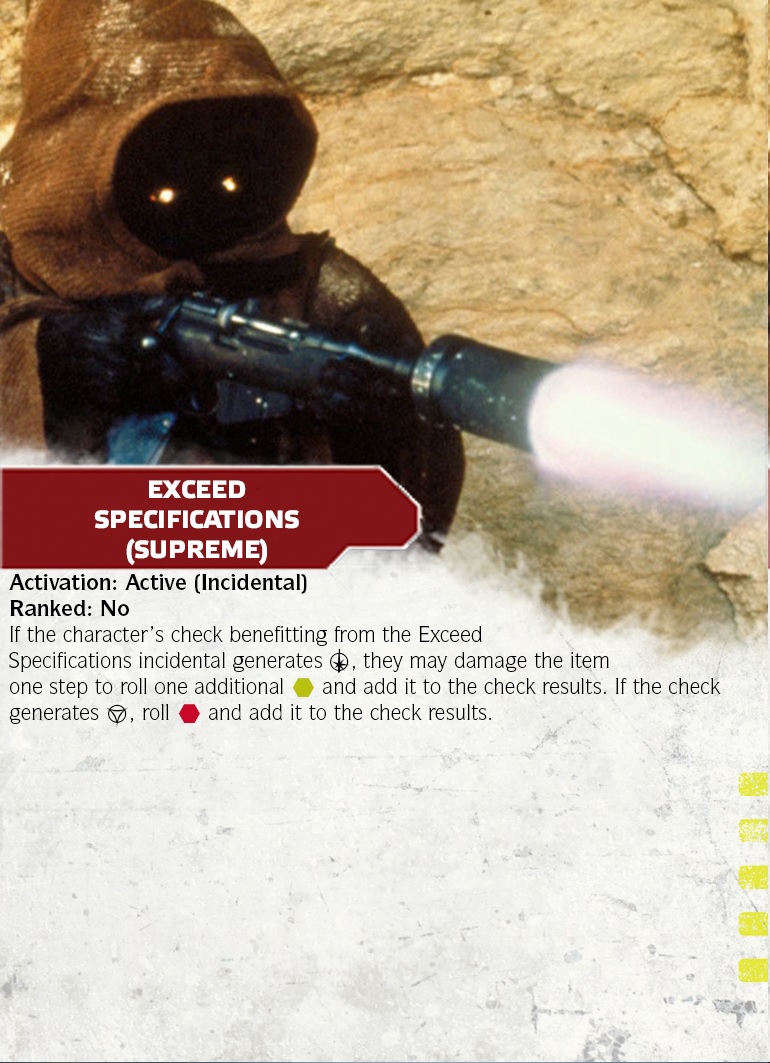 EXCEED
SPECIFICATIONS
(SUPREME)
Activation: Active (Incidental)
Ranked: No
If the character's check benefitting from the Exceed
Specifications incidental generates , they may damage the item
one step to roll one additional and add it to the check results. If the check
generates , roll and add it to the check results.